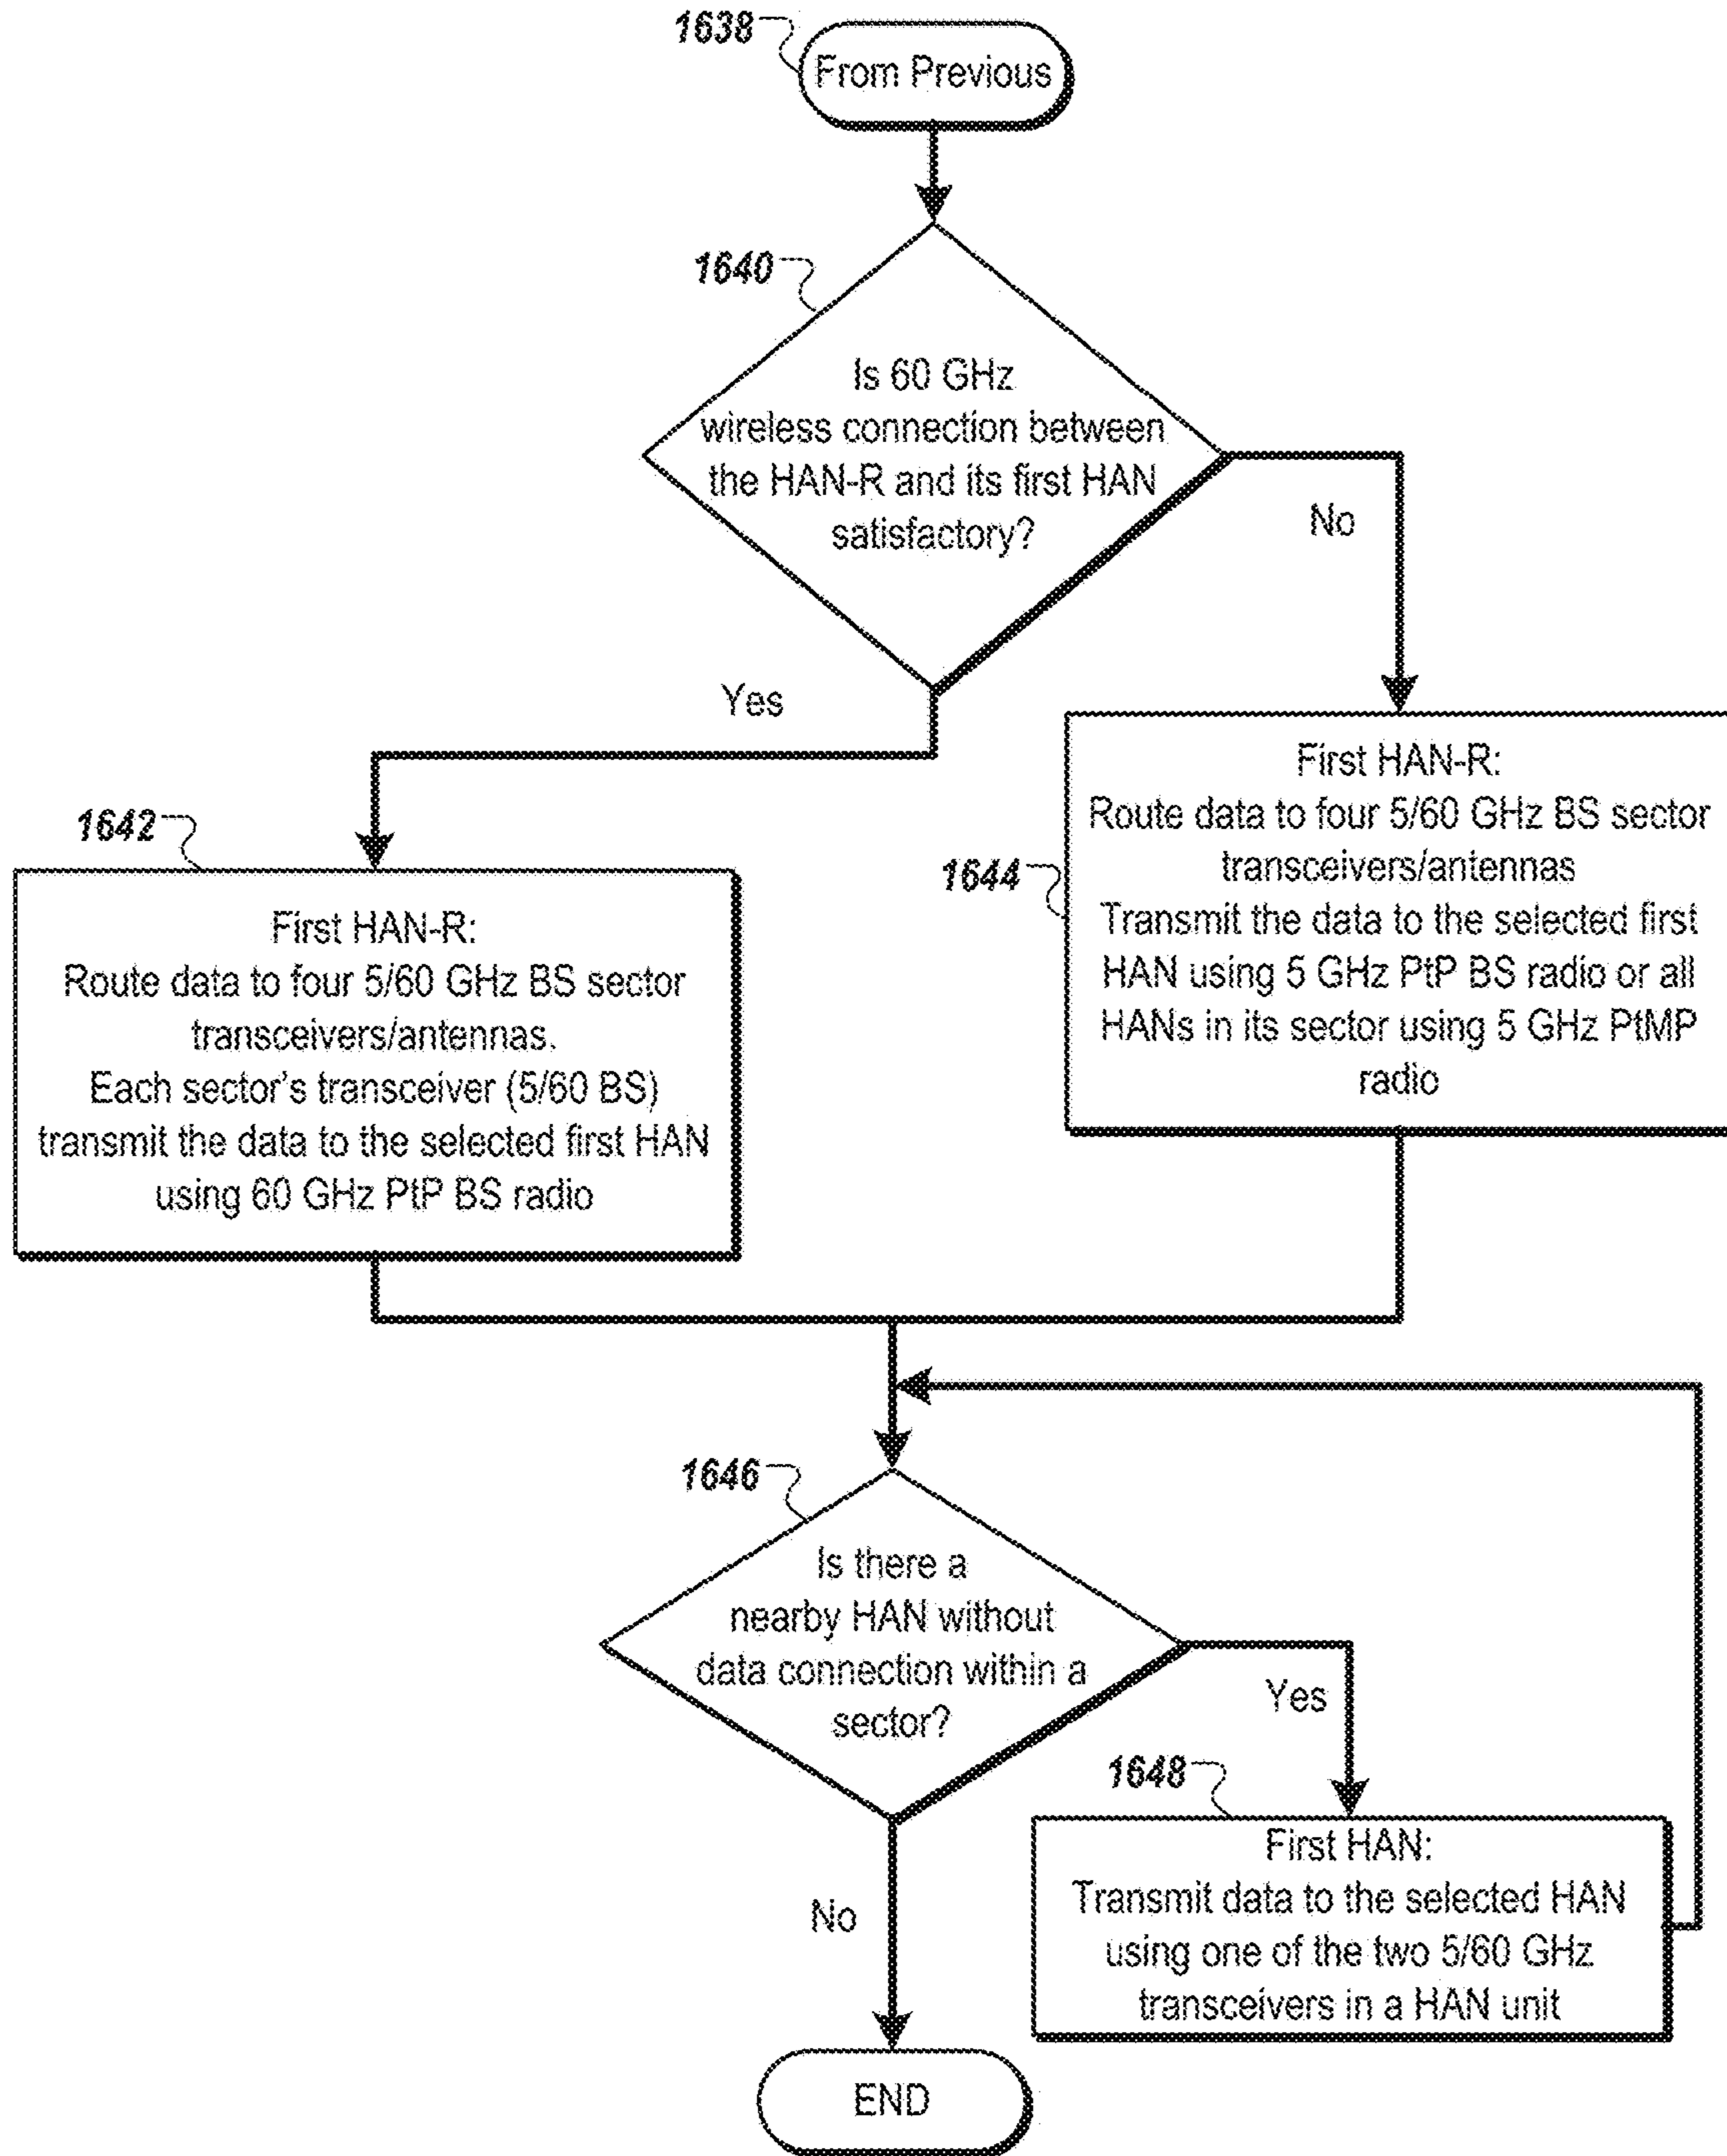 1638
From Previous
1640
Is 60 GHz
wireless connection between
the HAN-R and its first HAN
satisfactory?
No
Yes
1642
First HAN-R:
Route data to four 5/60 GHz BS sector
transceivers/antennas.
Each sector's transceiver (5/60 BS)
transmit the data to the selected first HAN
using 60 GHz PtP BS radio
1644
First HAN-R:
Route data to four 5/60 GHz BS sector
transceivers/antennas
Transmit the data to the selected first
HAN using 5 GHz PtP BS radio or all
HANs in its sector using 5 GHz PtMP
radio
1646
Is there a
nearby HAN without
data connection within a
sector?
Yes
1648
First HAN:
Transmit data to the selected HAN
using one of the two 5/60 GHz
transceivers in a HAN unit
No
END